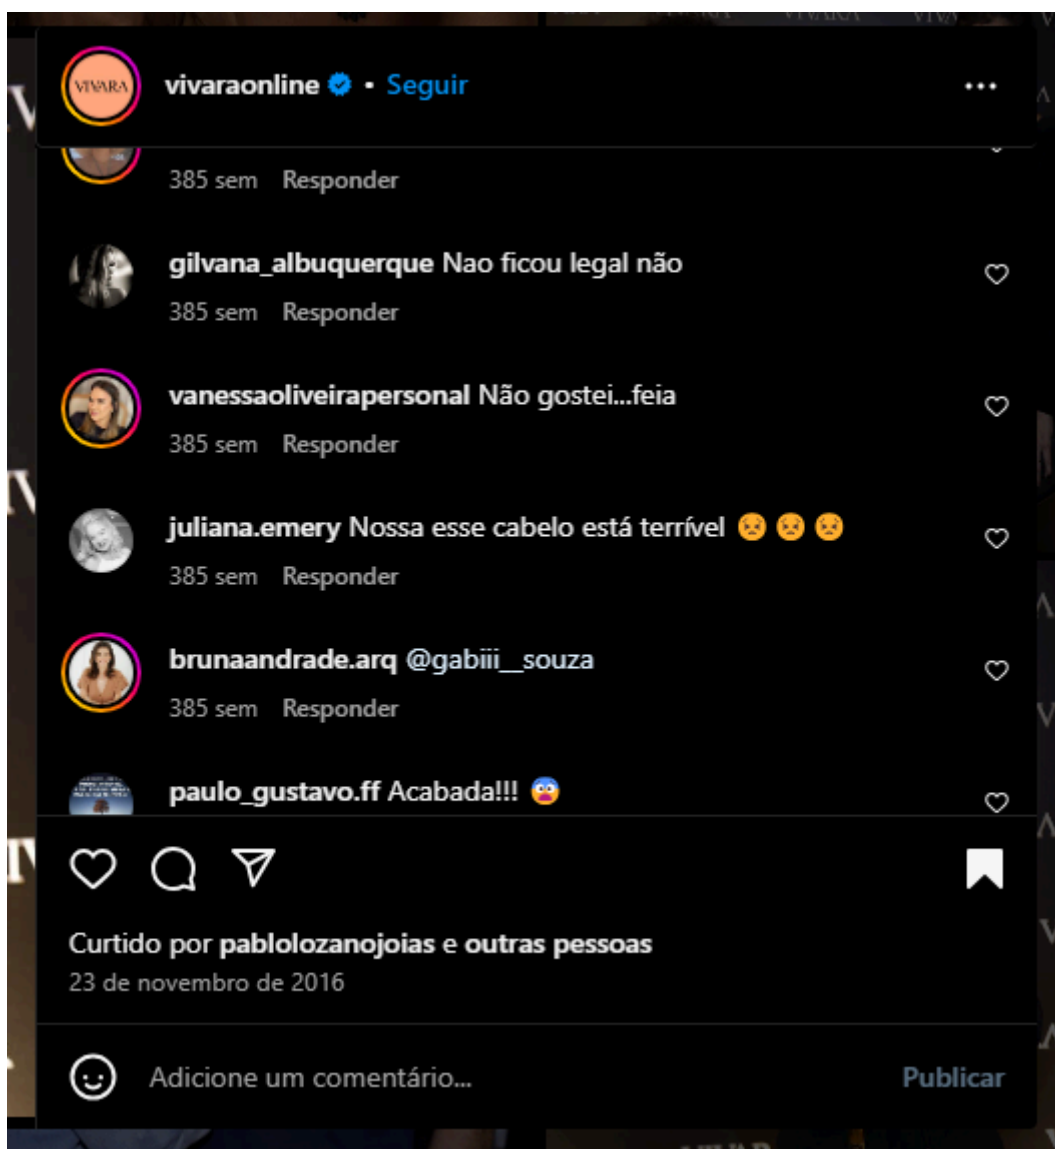 VIVARA
vivaraonline • Seguir
385 sem Responder
gilvana_albuquerque Nao ficou legal não
385 sem Responder
vanessaoliveirapersonal Não gostei...feia
385 sem Responder
juliana.emery Nossa esse cabelo está terrível 😣😣😣
385 sem Responder
brunaandrade.arq @gabiii__souza
385 sem Responder
paulo_gustavo.ff Acabada!!! 😨
Curtido por pablolozanojoias e outras pessoas
23 de novembro de 2016
Adicione um comentário... Publicar